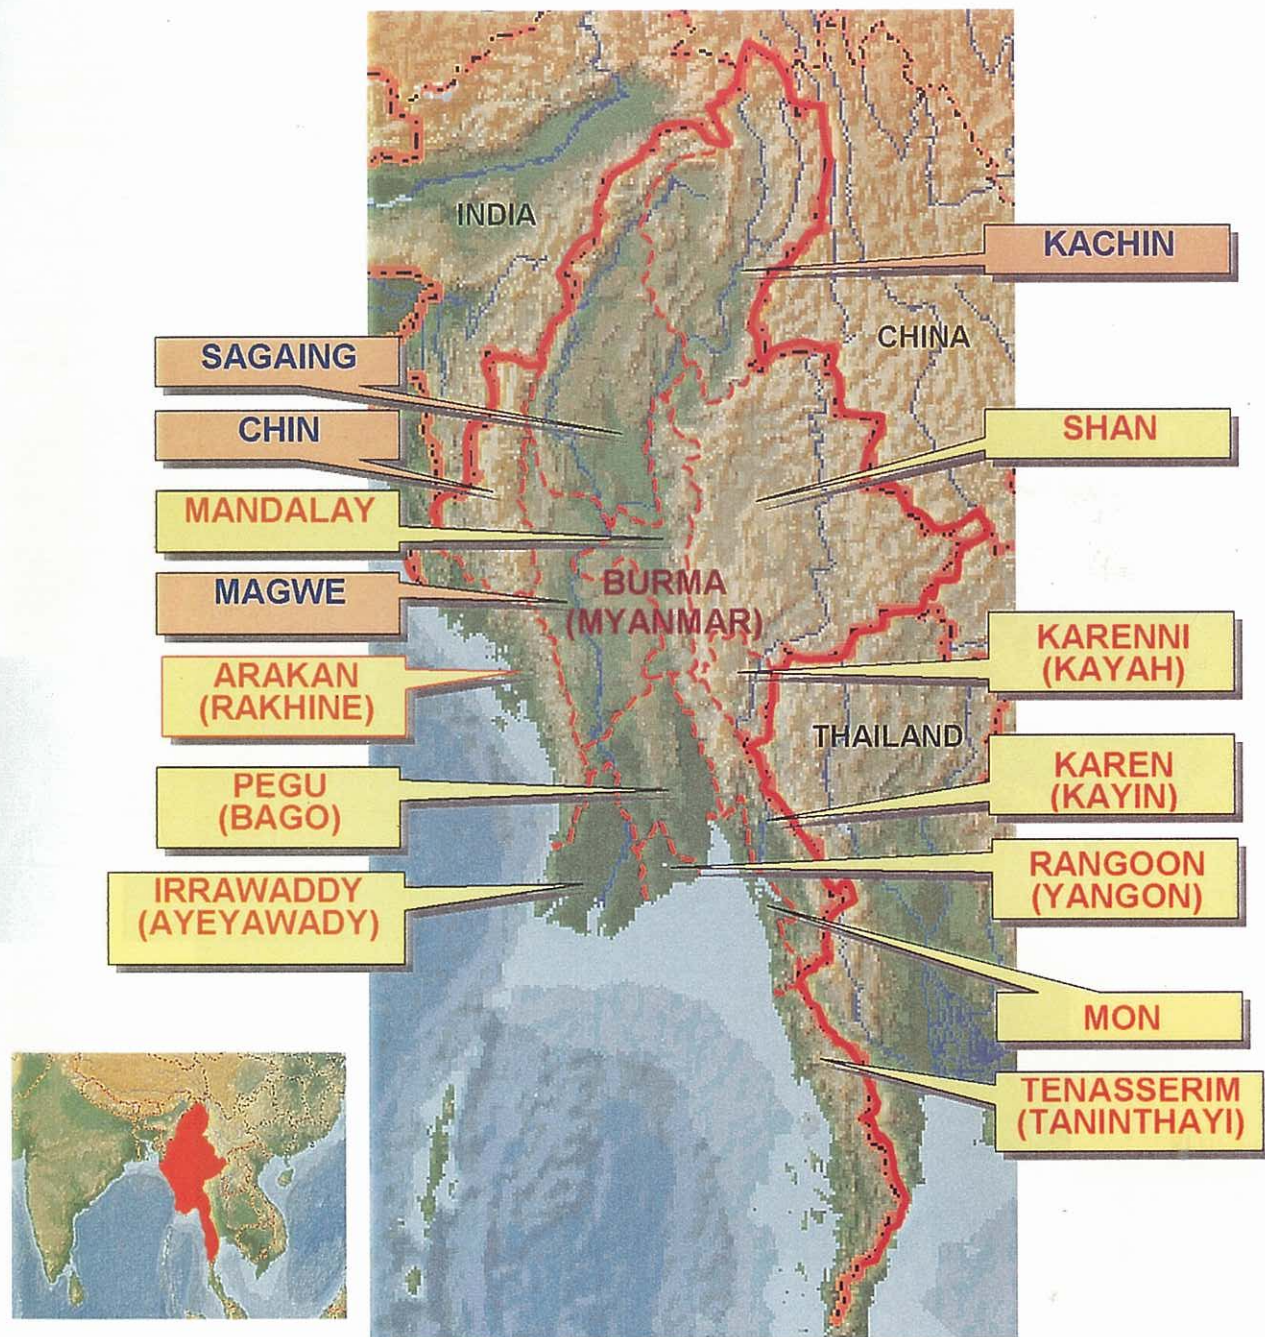 INDIA
KACHIN
CHINA
SAGAING
CHIN
SHAN
MANDALAY
MAGWE
BURMA
(MYANMAR)
ARAKAN
(RAKHINE)
KARENNI
(KAYAH)
THAILAND
PEGU
(BAGO)
KAREN
(KAYIN)
IRRAWADDY
(AYEYAWADY)
RANGOON
(YANGON)
MON
TENASSERIM
(TANINTHAYI)